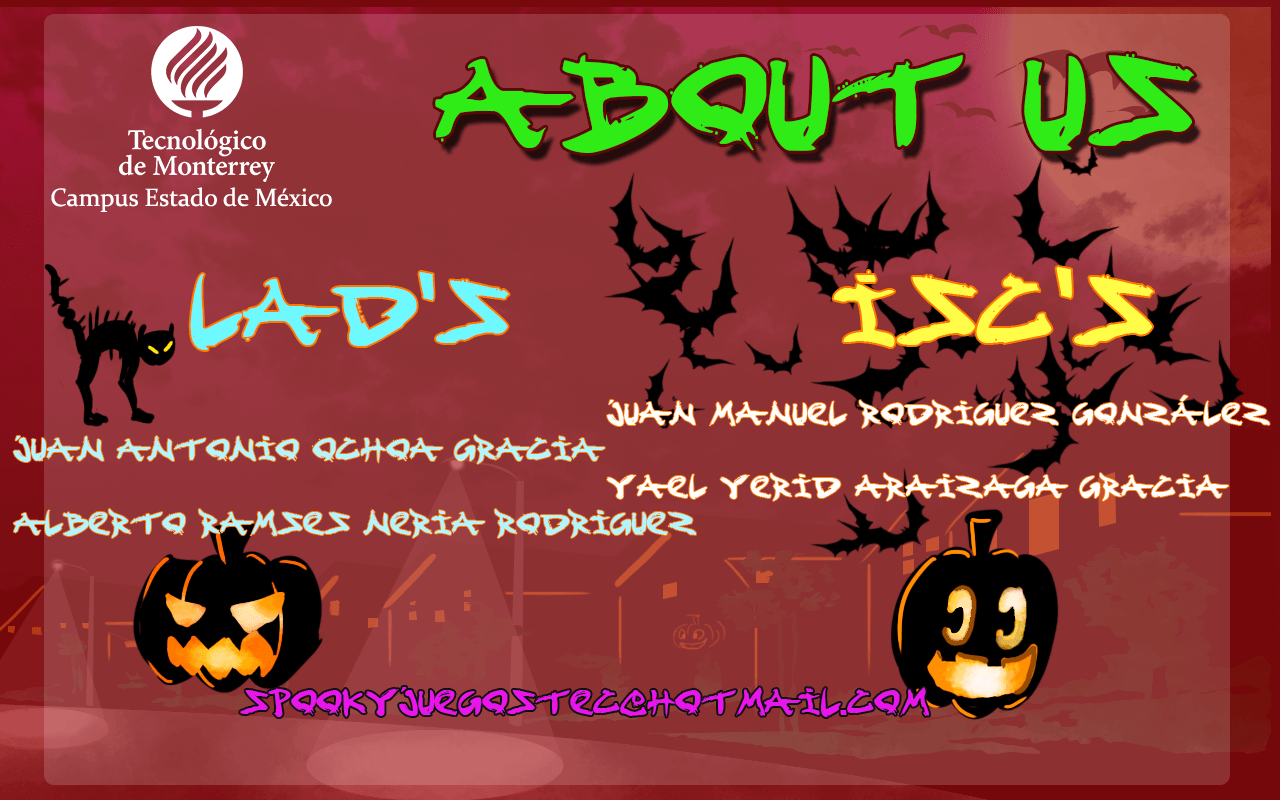 Tecnológico
de Monterrey
Campus Estado de México
ABOUT US
LAD'S
JUAN ANTONIO OCHOA GRACIA
ALBERTO RAMSES NERIA RODRIGUEZ
ISC'S
JUAN MANUEL RODRIGUEZ GONZÁLEZ
YAEL YERID ARAIZAGA GRACIA
SPOOKYJUEGOSTEC@HOTMAIL.COM